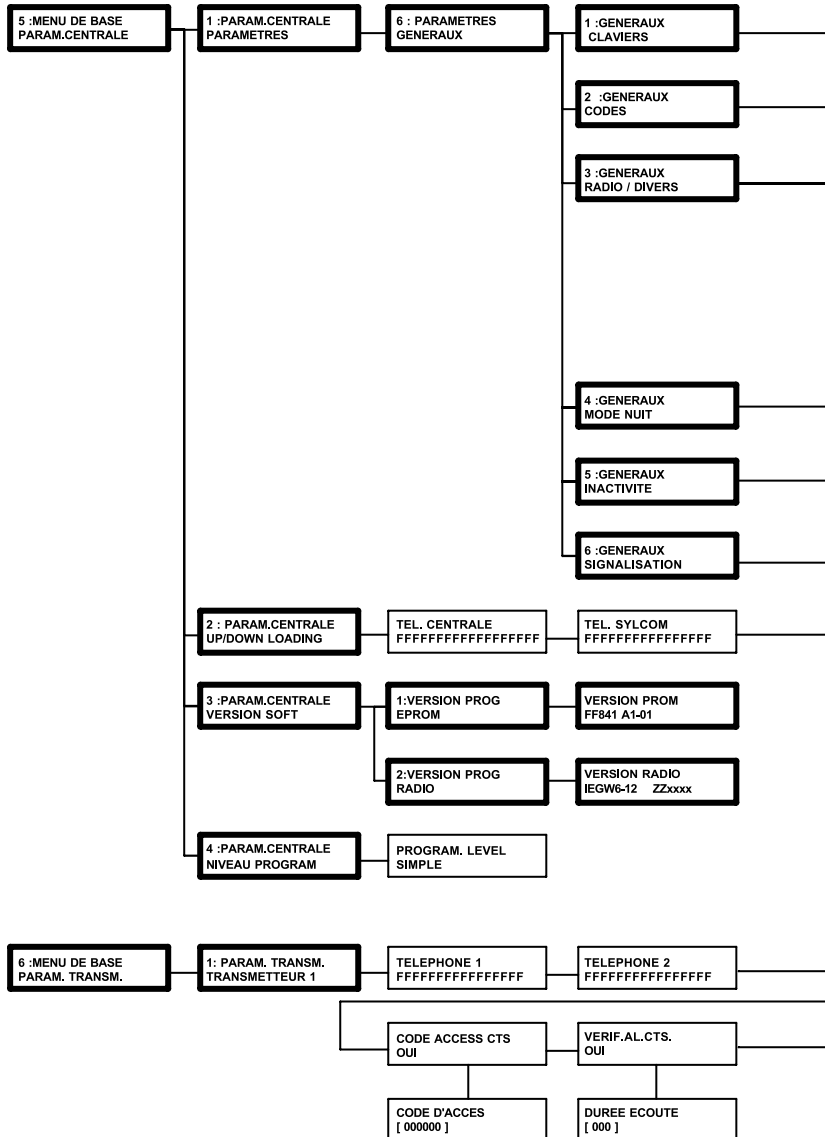 5 :MENU DE BASE
PARAM.CENTRALE
1 :PARAM.CENTRALE
PARAMETRES
6 : PARAMETRES
GENERAUX
1 :GENERAUX
CLAVIERS
2 :GENERAUX
CODES
3 :GENERAUX
RADIO / DIVERS
4 :GENERAUX
MODE NUIT
5 :GENERAUX
INACTIVITE
6 :GENERAUX
SIGNALISATION
2 : PARAM.CENTRALE
UP/DOWN LOADING
TEL. CENTRALE
FFFFFFFFFFFFFFFFFF
TEL. SYLCOM
FFFFFFFFFFFFFFFF
3 :PARAM.CENTRALE
VERSION SOFT
1:VERSION PROG
EPROM
VERSION PROM
FF841 A1-01
2:VERSION PROG
RADIO
VERSION RADIO
IEGW6-12 ZZxxxx
4 :PARAM.CENTRALE
NIVEAU PROGRAM
PROGRAM. LEVEL
SIMPLE
6 :MENU DE BASE
PARAM. TRANSM.
1: PARAM. TRANSM.
TRANSMETTEUR 1
TELEPHONE 1
FFFFFFFFFFFFFFFF
TELEPHONE 2
FFFFFFFFFFFFFFFF
CODE ACCESS CTS
OUI
VERIF.AL.CTS.
OUI
CODE D'ACCES
[ 000000 ]
DUREE ECOUTE
[ 000 ]